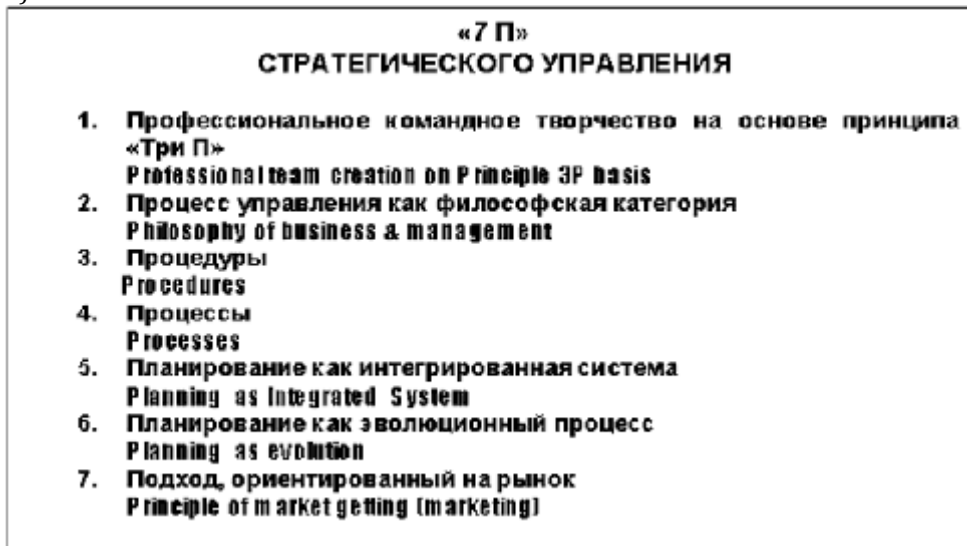 «7 П»
СТРАТЕГИЧЕСКОГО УПРАВЛЕНИЯ
1. Профессиональное командное творчество на основе принципа
«Три П»
Professional team creation on Principle 3P basis
2. Процесс управления как философская категория
Philosophy of business & management
3. Процедуры
Procedures
4. Процессы
Processes
5. Планирование как интегрированная система
Planning as Integrated System
6. Планирование как эволюционный процесс
Planning as evolution
7. Подход, ориентированный на рынок
Principle of market getting (marketing)